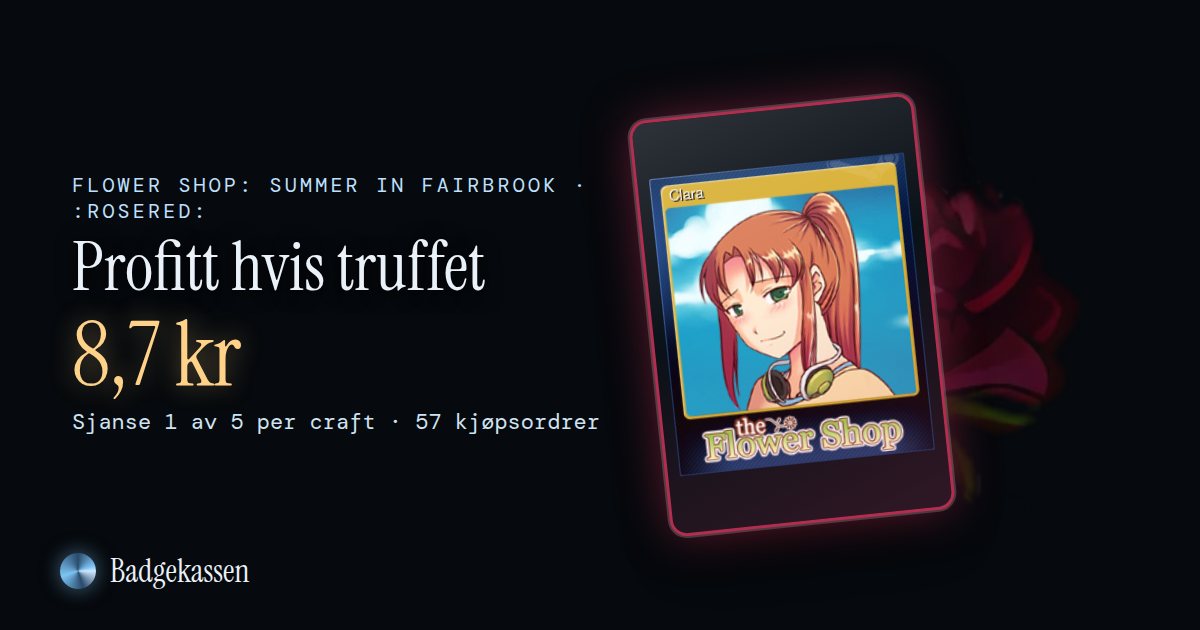 FLOWER SHOP: SUMMER IN FAIRBROOK ·
:ROSERED:
Profitt hvis truffet
8,7 kr
Sjanse 1 av 5 per craft · 57 kjøpsordrer
Clara
the
Flower Shop
Badgekassen